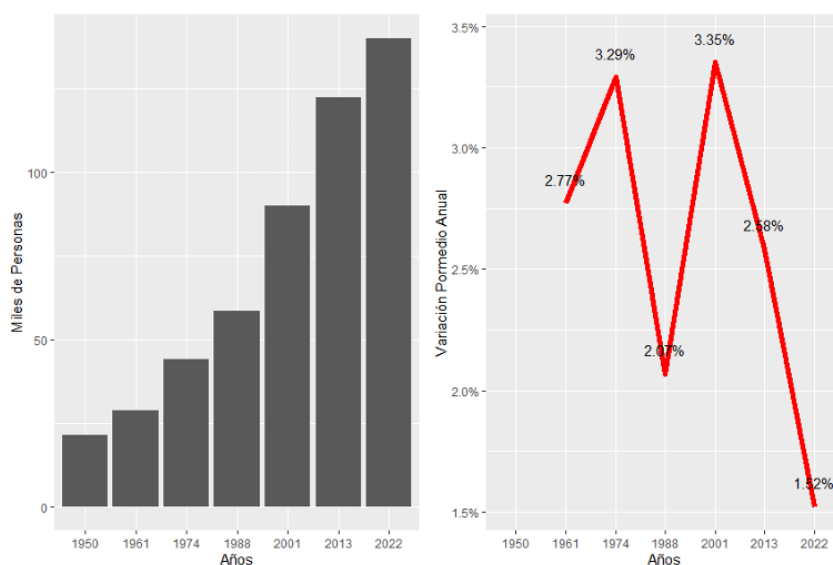 Miles de Personas
100
50
0
1950 1961 1974 1988 2001 2013 2022
Años
Variación Pormedio Anual
3.5%
3.0%
2.5%
2.0%
1.5%
2.77%
3.29%
2.07%
3.35%
2.58%
1.52%
1950 1961 1974 1988 2001 2013 2022
Años